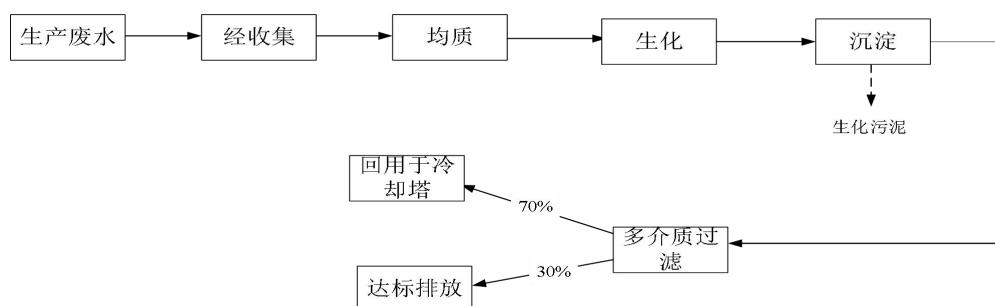 生产废水
经收集
均质
生化
沉淀
生化污泥
回用于冷
却塔
70%
多介质过
滤
30%
达标排放